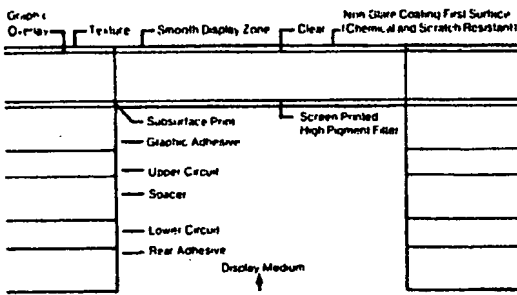 Graphic
Overlay
Texture
Smooth Display Zone
Clear
Non Glare Coating First Surface
(Chemical and Scratch Resistant)
Subsurface Print
Screen Printed
High Pigment Filter
Graphic Adhesive
Upper Circuit
Spacer
Lower Circuit
Rear Adhesive
Display Medium